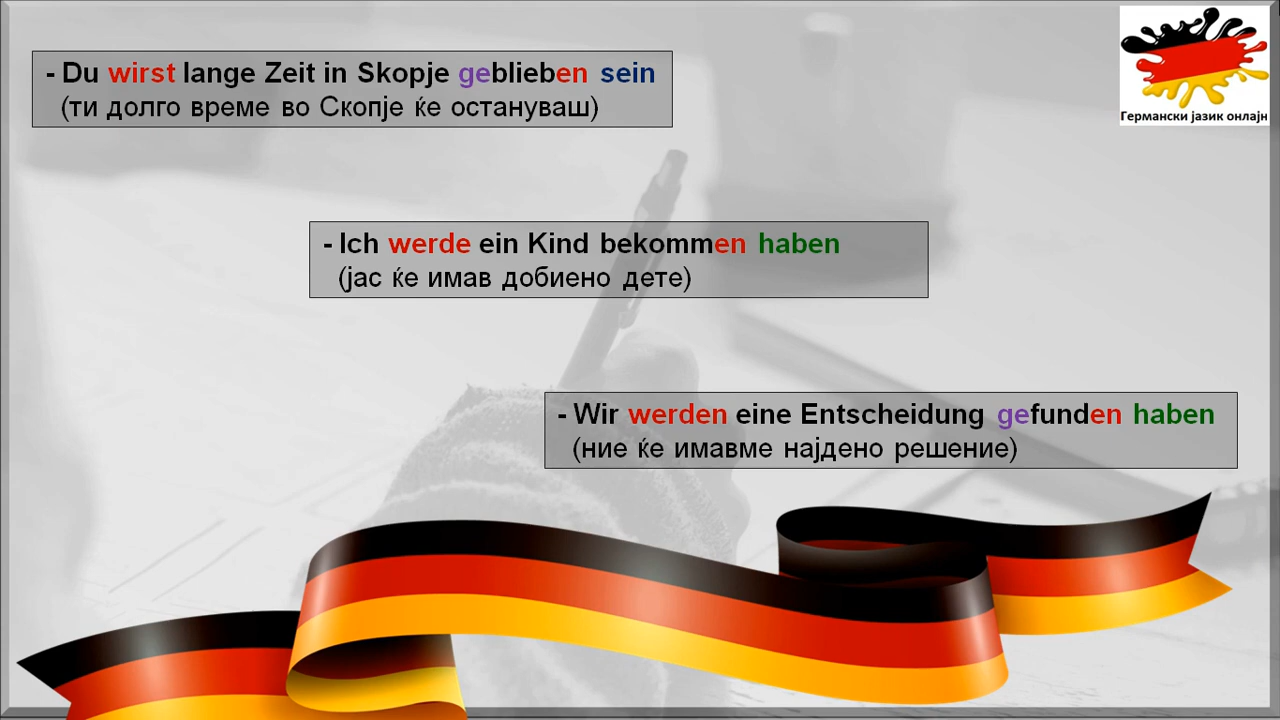 - Du wirst lange Zeit in Skopje geblieben sein
(ти долго време во Скопје ќе остануваш)
Германски јазик онлајн
- Ich werde ein Kind bekommen haben
(јас ќе имав добиено дете)
- Wir werden eine Entscheidung gefunden haben
(ние ќе имавме најдено решение)